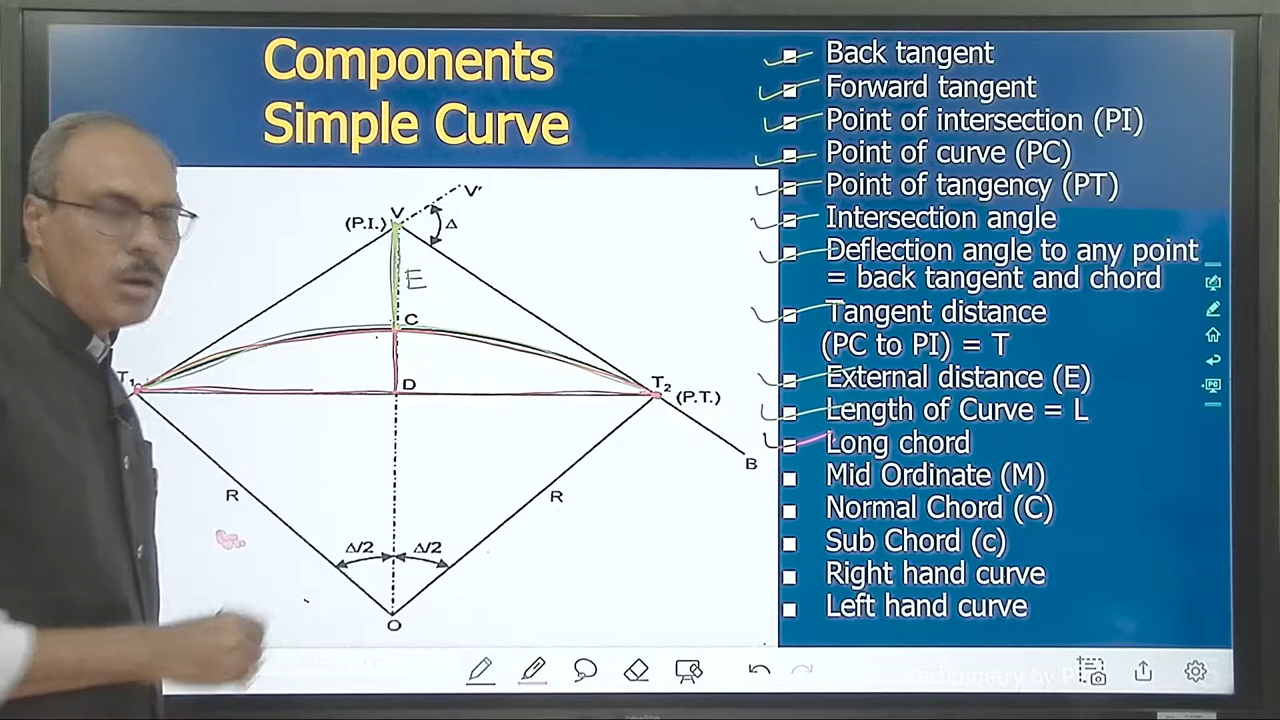 Components
Simple Curve
Back tangent
Forward tangent
Point of intersection (PI)
Point of curve (PC)
Point of tangency (PT)
Intersection angle
Deflection angle to any point
= back tangent and chord
Tangent distance
(PC to PI) = T
External distance (E)
Length of Curve = L
Long chord
Mid Ordinate (M)
Normal Chord (C)
Sub Chord (c)
Right hand curve
Left hand curve
V'
V
(P.I.)
Δ
E
C
T₁
D
T₂
(P.T.)
B
R
R
Δ/2
Δ/2
O